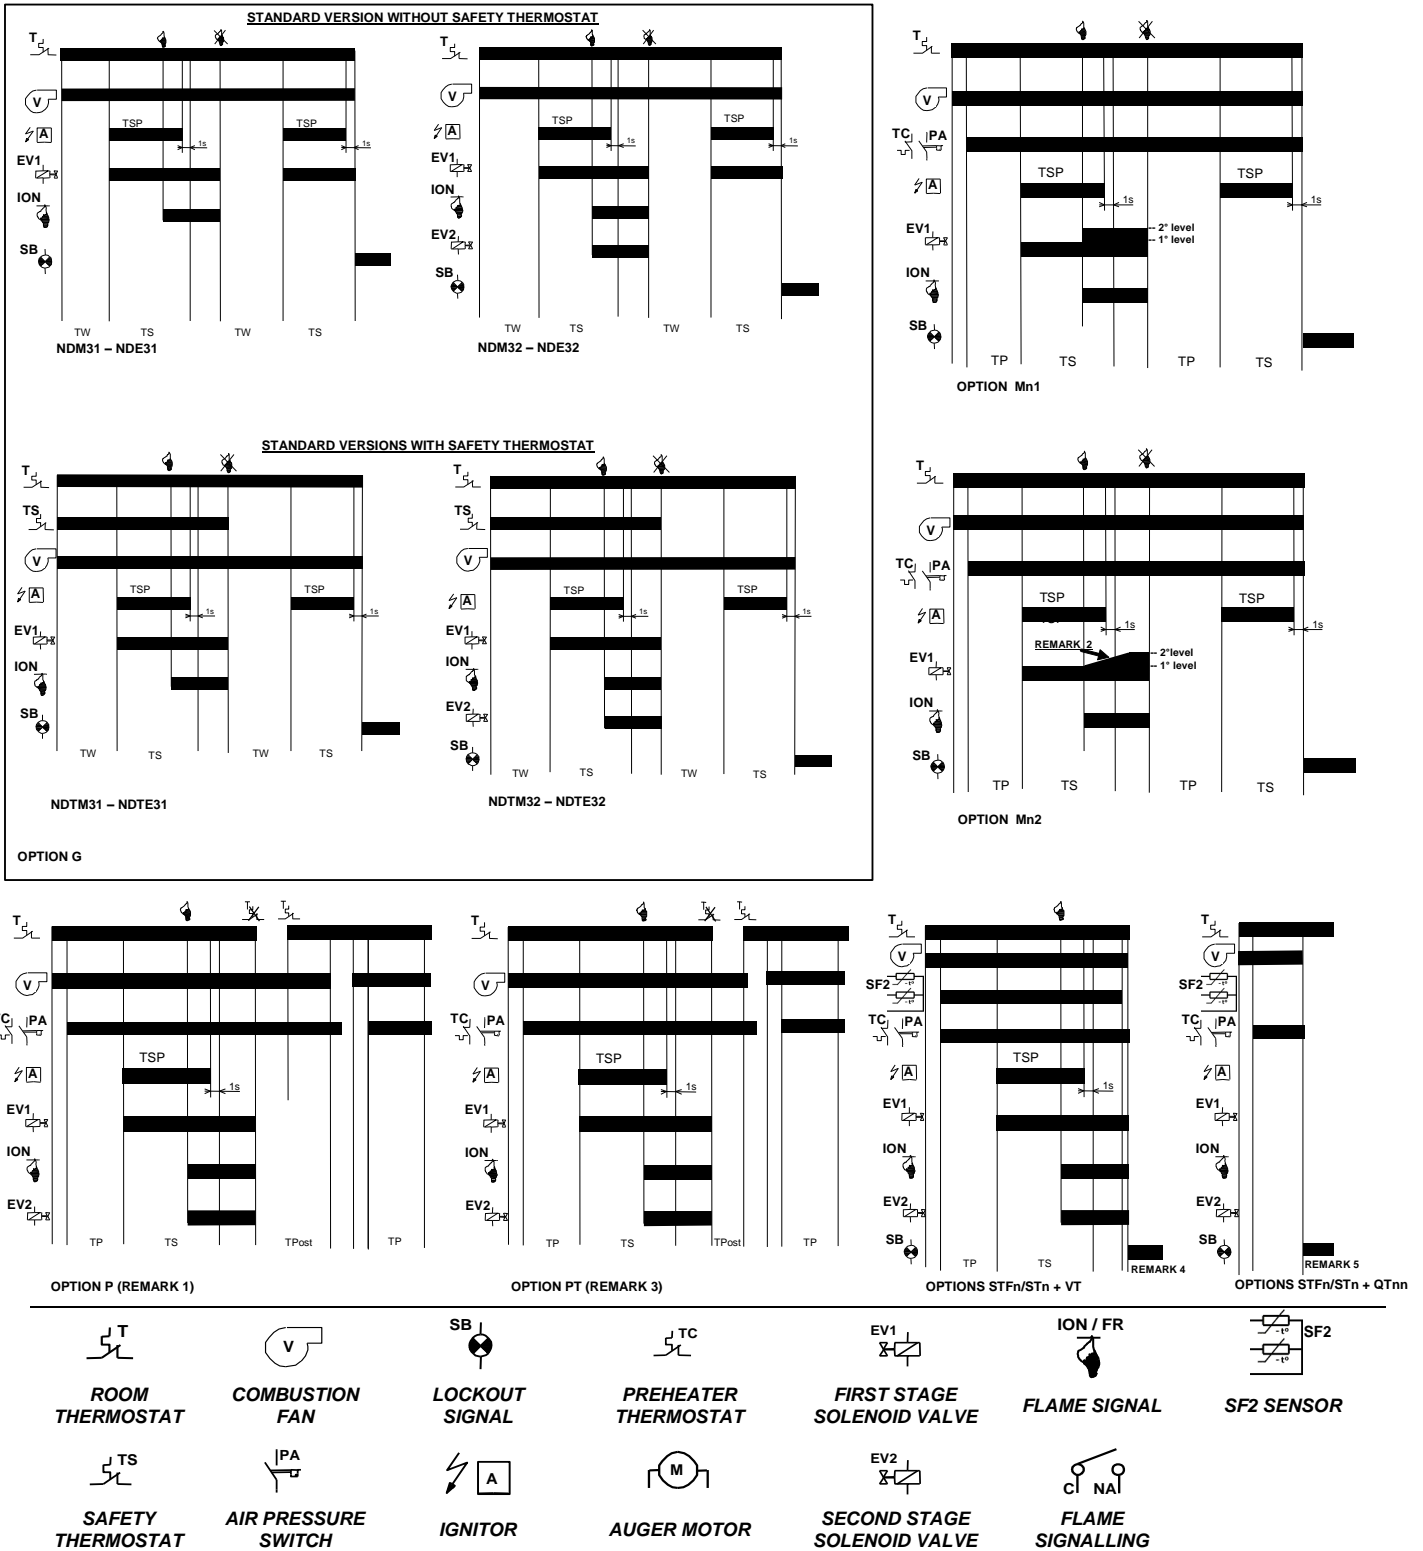 STANDARD VERSION WITHOUT SAFETY THERMOSTAT
T
V
A
TSP
TSP
1s
1s
EV1
ION
SB
TW
TS
TW
TS
NDM31 – NDE31
T
V
A
TSP
TSP
1s
1s
EV1
ION
EV2
SB
TW
TS
TW
TS
NDM32 – NDE32
T
V
TC
PA
A
TSP
TSP
1s
1s
EV1
2° level
1° level
ION
SB
TP
TS
TP
TS
OPTION Mn1
STANDARD VERSIONS WITH SAFETY THERMOSTAT
T
TS
V
A
TSP
TSP
1s
1s
EV1
ION
SB
TW
TS
TW
TS
NDTM31 – NDTE31
T
TS
V
A
TSP
TSP
1s
1s
EV1
ION
EV2
SB
TW
TS
TW
TS
NDTM32 – NDTE32
OPTION G
T
V
TC
PA
A
TSP
TSP
1s
1s
REMARK 2
EV1
2°level
1° level
ION
SB
TP
TS
TP
TS
OPTION Mn2
T
T
T
V
TC
PA
A
TSP
1s
EV1
ION
EV2
TP
TS
TPost
TP
OPTION P (REMARK 1)
T
T
T
V
TC
PA
A
TSP
1s
EV1
ION
EV2
TP
TS
TPost
TP
OPTION PT (REMARK 3)
T
V
SF2
-t°
-t°
TC
PA
A
TSP
1s
EV1
ION
EV2
SB
TP
TS
REMARK 4
OPTIONS STFn/STn + VT
T
V
SF2
-t°
-t°
TC
PA
A
EV1
ION
EV2
SB
REMARK 5
OPTIONS STFn/STn + QTnn
T
ROOM
THERMOSTAT
V
COMBUSTION
FAN
SB
LOCKOUT
SIGNAL
TC
PREHEATER
THERMOSTAT
EV1
FIRST STAGE
SOLENOID VALVE
ION / FR
FLAME SIGNAL
SF2
-t°
-t°
SF2 SENSOR
TS
SAFETY
THERMOSTAT
PA
AIR PRESSURE
SWITCH
A
IGNITOR
M
AUGER MOTOR
EV2
SECOND STAGE
SOLENOID VALVE
C NA
FLAME
SIGNALLING